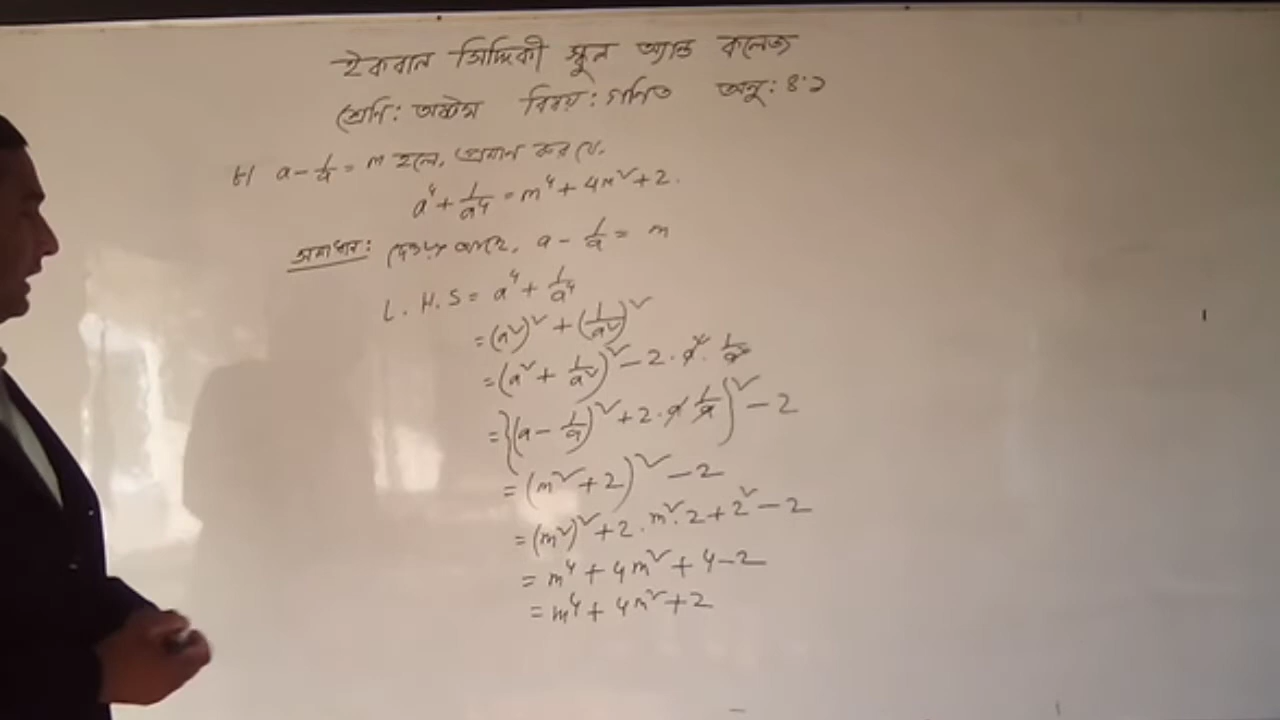 ইকবাল সিদ্দিকী স্কুল অ্যান্ড কলেজ
শ্রেণি: অষ্টম বিষয়: গণিত অনু: ৪.১
৮। a - 1/a = m হলে, প্রমাণ কর যে,
a⁴ + 1/a⁴ = m⁴ + 4m² + 2.
সমাধান: দেওয়া আছে, a - 1/a = m
L.H.S = a⁴ + 1/a⁴
= (a²)² + (1/a²)²
= (a² + 1/a²)² - 2 . a² . 1/a²
= {(a - 1/a)² + 2 . a . 1/a}² - 2
= (m² + 2)² - 2
= (m²)² + 2 . m² . 2 + 2² - 2
= m⁴ + 4m² + 4 - 2
= m⁴ + 4m² + 2